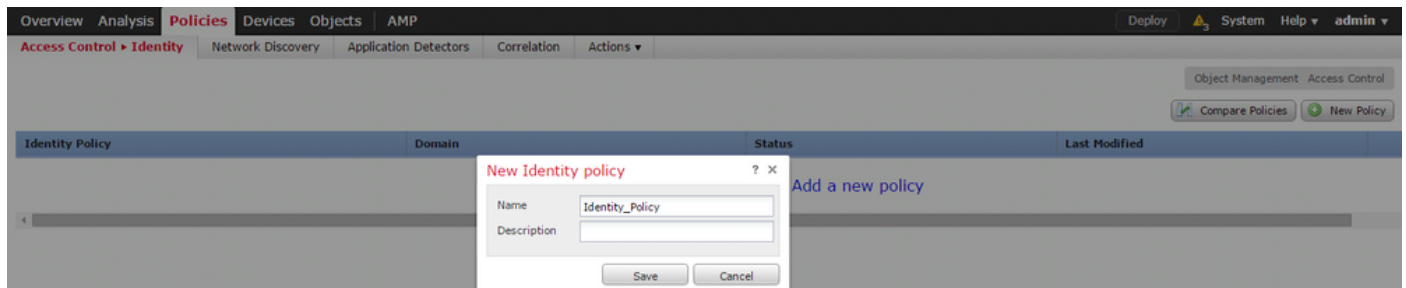 Overview Analysis Policies Devices Objects AMP Deploy 3 System Help ▾ admin ▾
Access Control ▸ Identity Network Discovery Application Detectors Correlation Actions ▾
Object Management Access Control
Compare Policies New Policy
Identity Policy Domain Status Last Modified
New Identity policy ? ×
Add a new policy
Name Identity_Policy
Description
Save Cancel